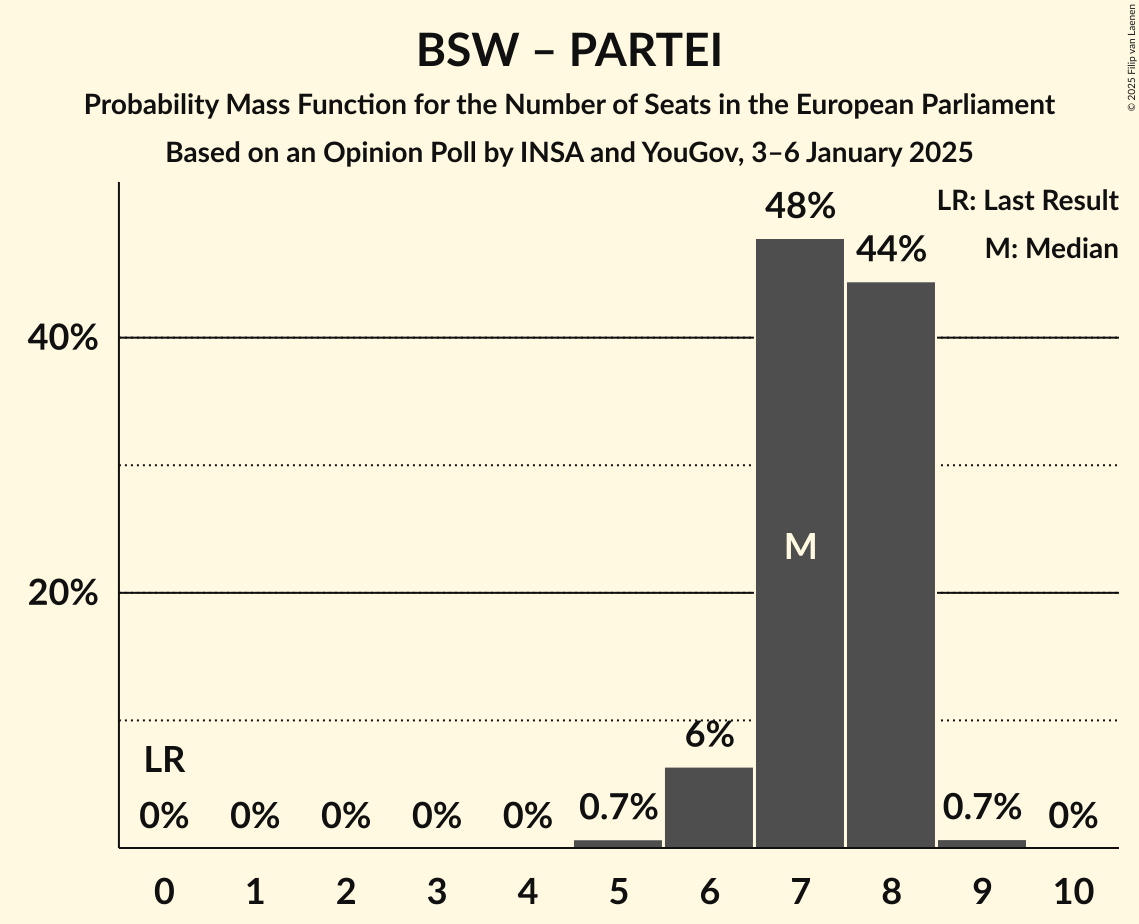 BSW – PARTEI
Probability Mass Function for the Number of Seats in the European Parliament
Based on an Opinion Poll by INSA and YouGov, 3–6 January 2025
© 2025 Filip van Laenen
LR: Last Result
M: Median
48%
44%
40%
M
20%
6%
LR
0% 0% 0% 0% 0% 0.7% 0.7% 0%
0 1 2 3 4 5 6 7 8 9 10